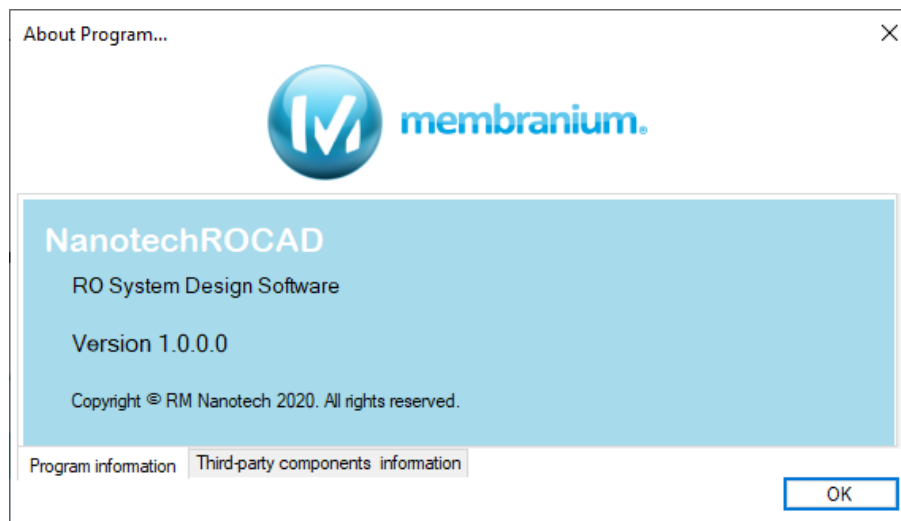 About Program...
M membranium®
NanotechROCAD
RO System Design Software
Version 1.0.0.0
Copyright © RM Nanotech 2020. All rights reserved.
Program information Third-party components information
OK